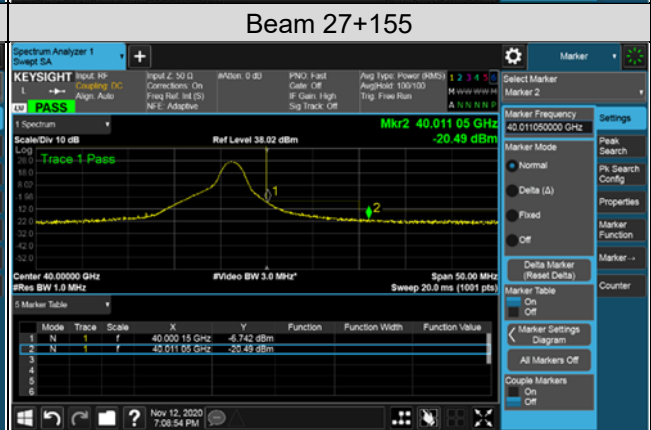 Beam 27+155
Spectrum Analyzer 1
Swept SA
Marker
KEYSIGHT
Input: RF
Coupling: DC
Align: Auto
Input Z: 50 Ω
Corrections: On
Freq Ref: Int (S)
NFE: Adaptive
#Atten: 0 dB
PNO: Fast
Gate: Off
IF Gain: High
Sig Track: Off
Avg Type: Power (RMS)
Avg|Hold: 100/100
Trig: Free Run
1 2 3 4 5 6
M W W W W W
A N N N N P
L
LXI
PASS
1 Spectrum
Mkr2 40.011 05 GHz
Scale/Div 10 dB
Ref Level 38.02 dBm
-20.49 dBm
Log
Trace 1 Pass
28.0
18.0
8.02
-1.98
-12.0
-22.0
-32.0
-42.0
-52.0
1
2
Center 40.00000 GHz
#Video BW 3.0 MHz*
Span 50.00 MHz
#Res BW 1.0 MHz
Sweep 20.0 ms (1001 pts)
5 Marker Table
Mode Trace Scale X Y Function Function Width Function Value
1 N 1 f 40.000 15 GHz -6.742 dBm
2 N 1 f 40.011 05 GHz -20.49 dBm
3
4
5
6
Select Marker
Marker 2
Marker Frequency
40.011050000 GHz
Marker Mode
Normal
Delta (Δ)
Fixed
Off
Delta Marker
(Reset Delta)
Marker Table
On
Off
Marker Settings
Diagram
All Markers Off
Couple Markers
On
Off
Settings
Peak
Search
Pk Search
Config
Properties
Marker
Function
Marker→
Counter
?
Nov 12, 2020
7:08:54 PM